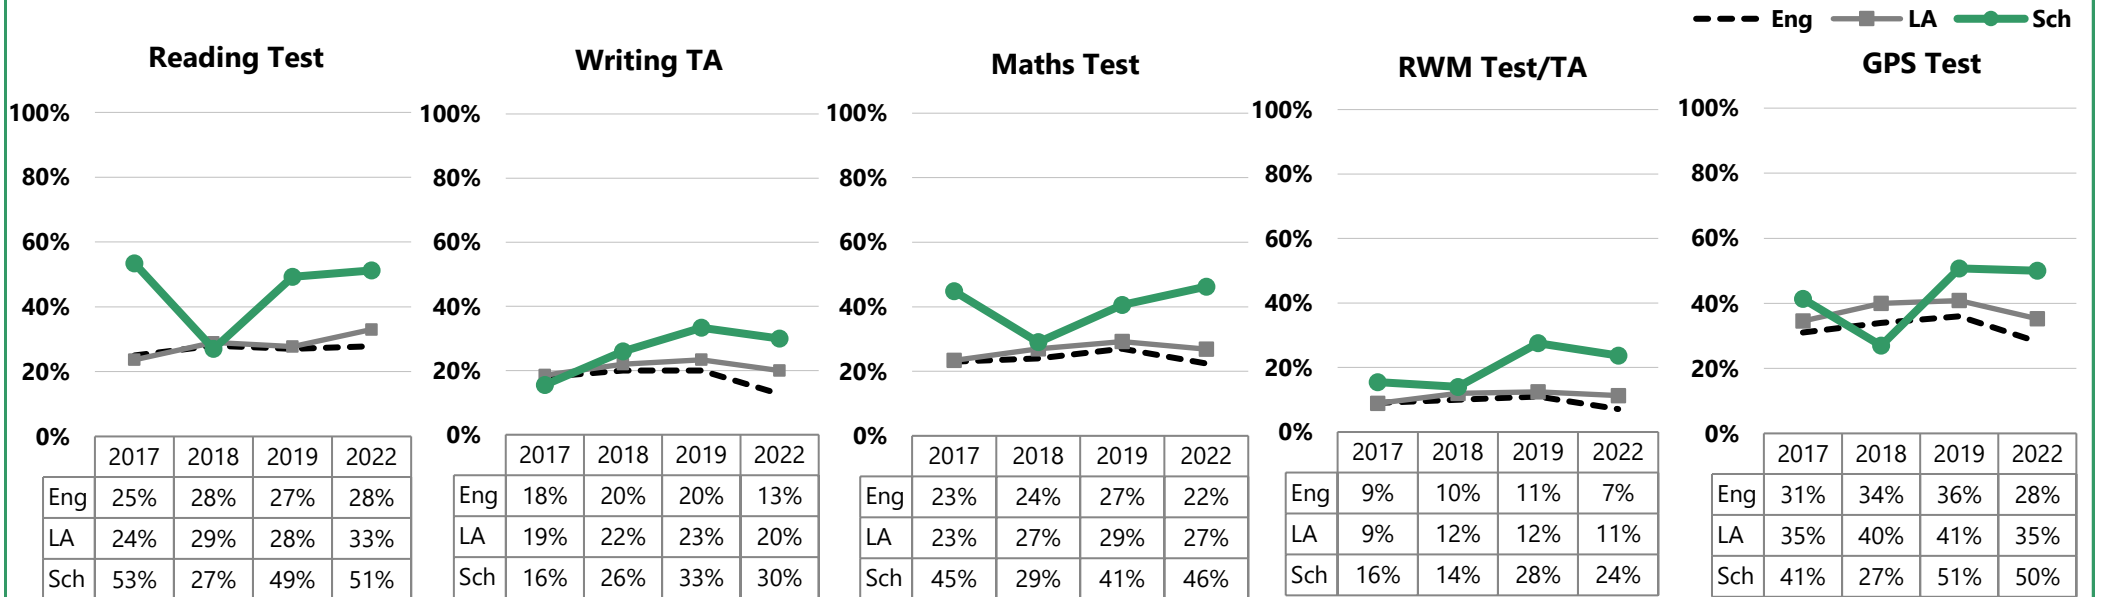 Eng LA Sch
Reading Test
100%
80%
60%
40%
20%
0%
2017 2018 2019 2022
Eng 25% 28% 27% 28%
LA 24% 29% 28% 33%
Sch 53% 27% 49% 51%
Writing TA
100%
80%
60%
40%
20%
0%
2017 2018 2019 2022
Eng 18% 20% 20% 13%
LA 19% 22% 23% 20%
Sch 16% 26% 33% 30%
Maths Test
100%
80%
60%
40%
20%
0%
2017 2018 2019 2022
Eng 23% 24% 27% 22%
LA 23% 27% 29% 27%
Sch 45% 29% 41% 46%
RWM Test/TA
100%
80%
60%
40%
20%
0%
2017 2018 2019 2022
Eng 9% 10% 11% 7%
LA 9% 12% 12% 11%
Sch 16% 14% 28% 24%
GPS Test
100%
80%
60%
40%
20%
0%
2017 2018 2019 2022
Eng 31% 34% 36% 28%
LA 35% 40% 41% 35%
Sch 41% 27% 51% 50%